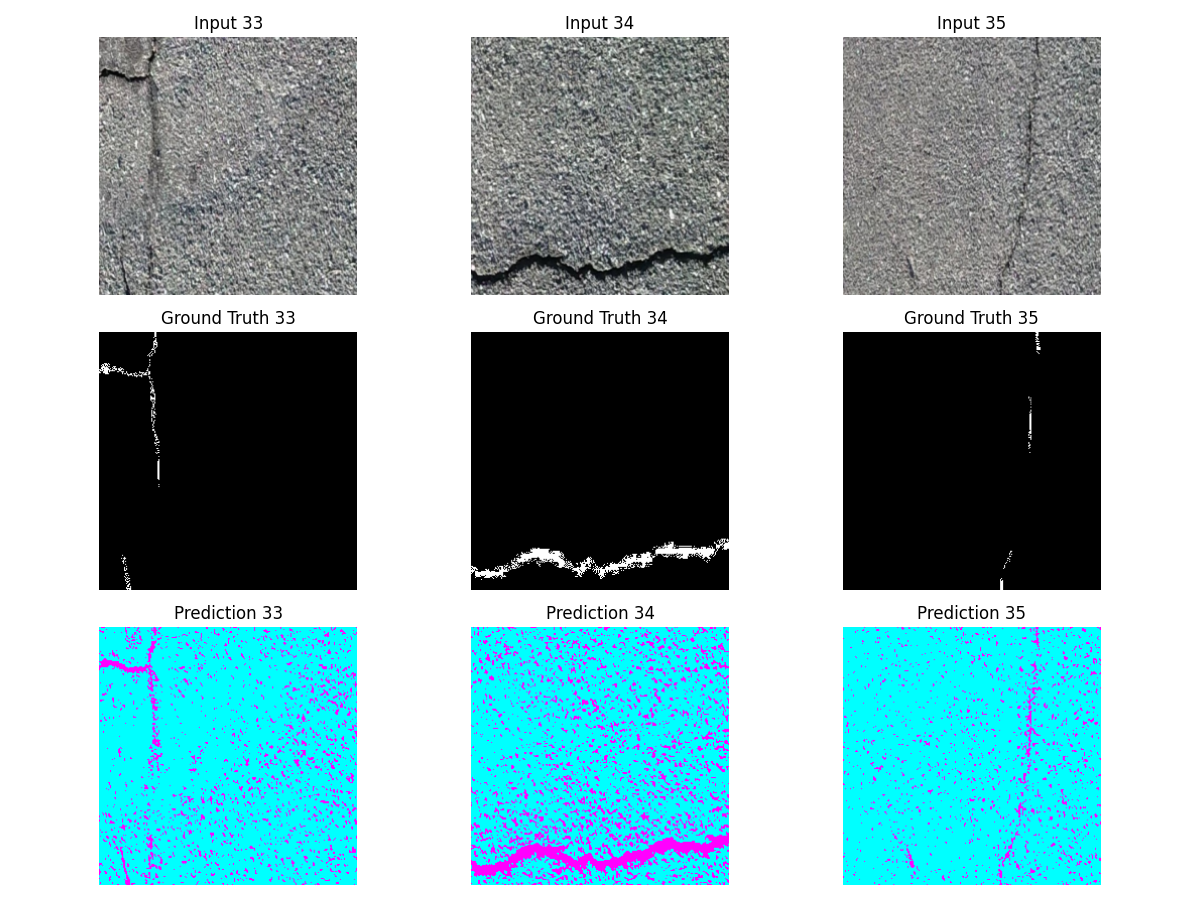 Input 33
Input 34
Input 35
Ground Truth 33
Ground Truth 34
Ground Truth 35
Prediction 33
Prediction 34
Prediction 35